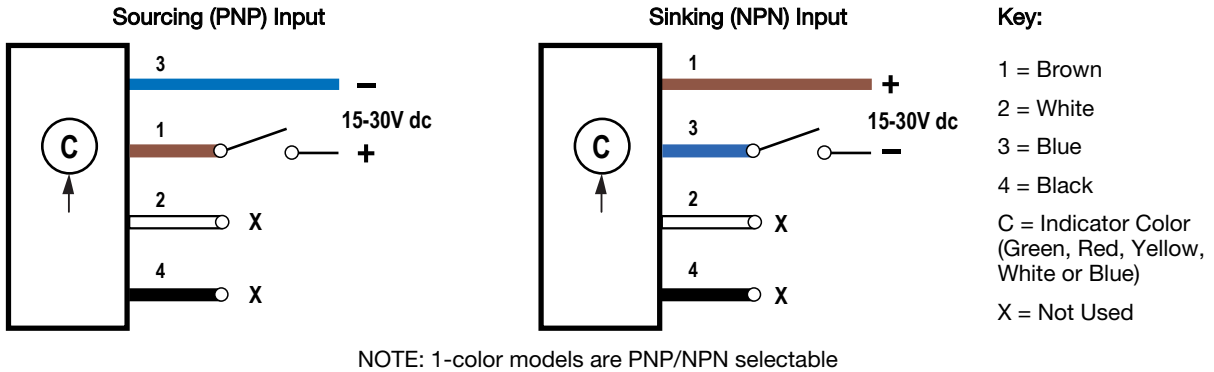 Sourcing (PNP) Input
3
–
15-30V dc
1
+
C
2
X
4
X
Sinking (NPN) Input
1
+
15-30V dc
3
–
C
2
X
4
X
Key:
1 = Brown
2 = White
3 = Blue
4 = Black
C = Indicator Color
(Green, Red, Yellow,
White or Blue)
X = Not Used
NOTE: 1-color models are PNP/NPN selectable